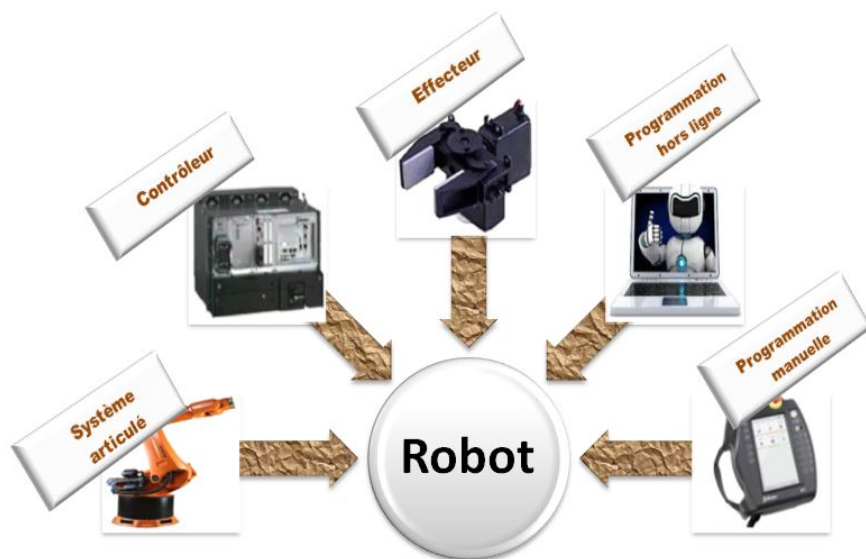 Effecteur
Programmation
hors ligne
Contrôleur
Programmation
manuelle
Système
articulé
Robot